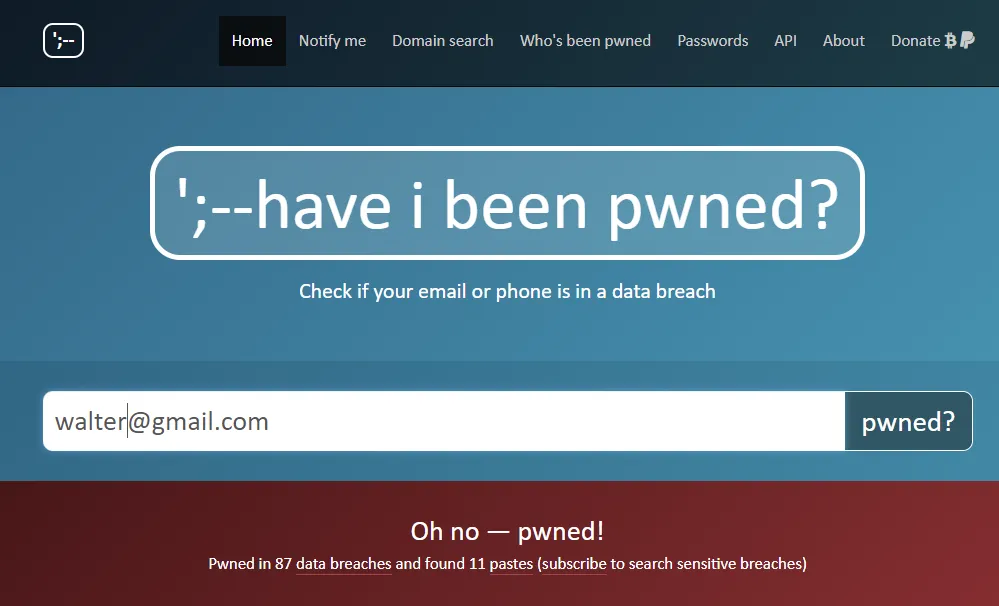 ';--
Home Notify me Domain search Who's been pwned Passwords API About Donate
';--have i been pwned?
Check if your email or phone is in a data breach
walter@gmail.com pwned?
Oh no — pwned!
Pwned in 87 data breaches and found 11 pastes (subscribe to search sensitive breaches)